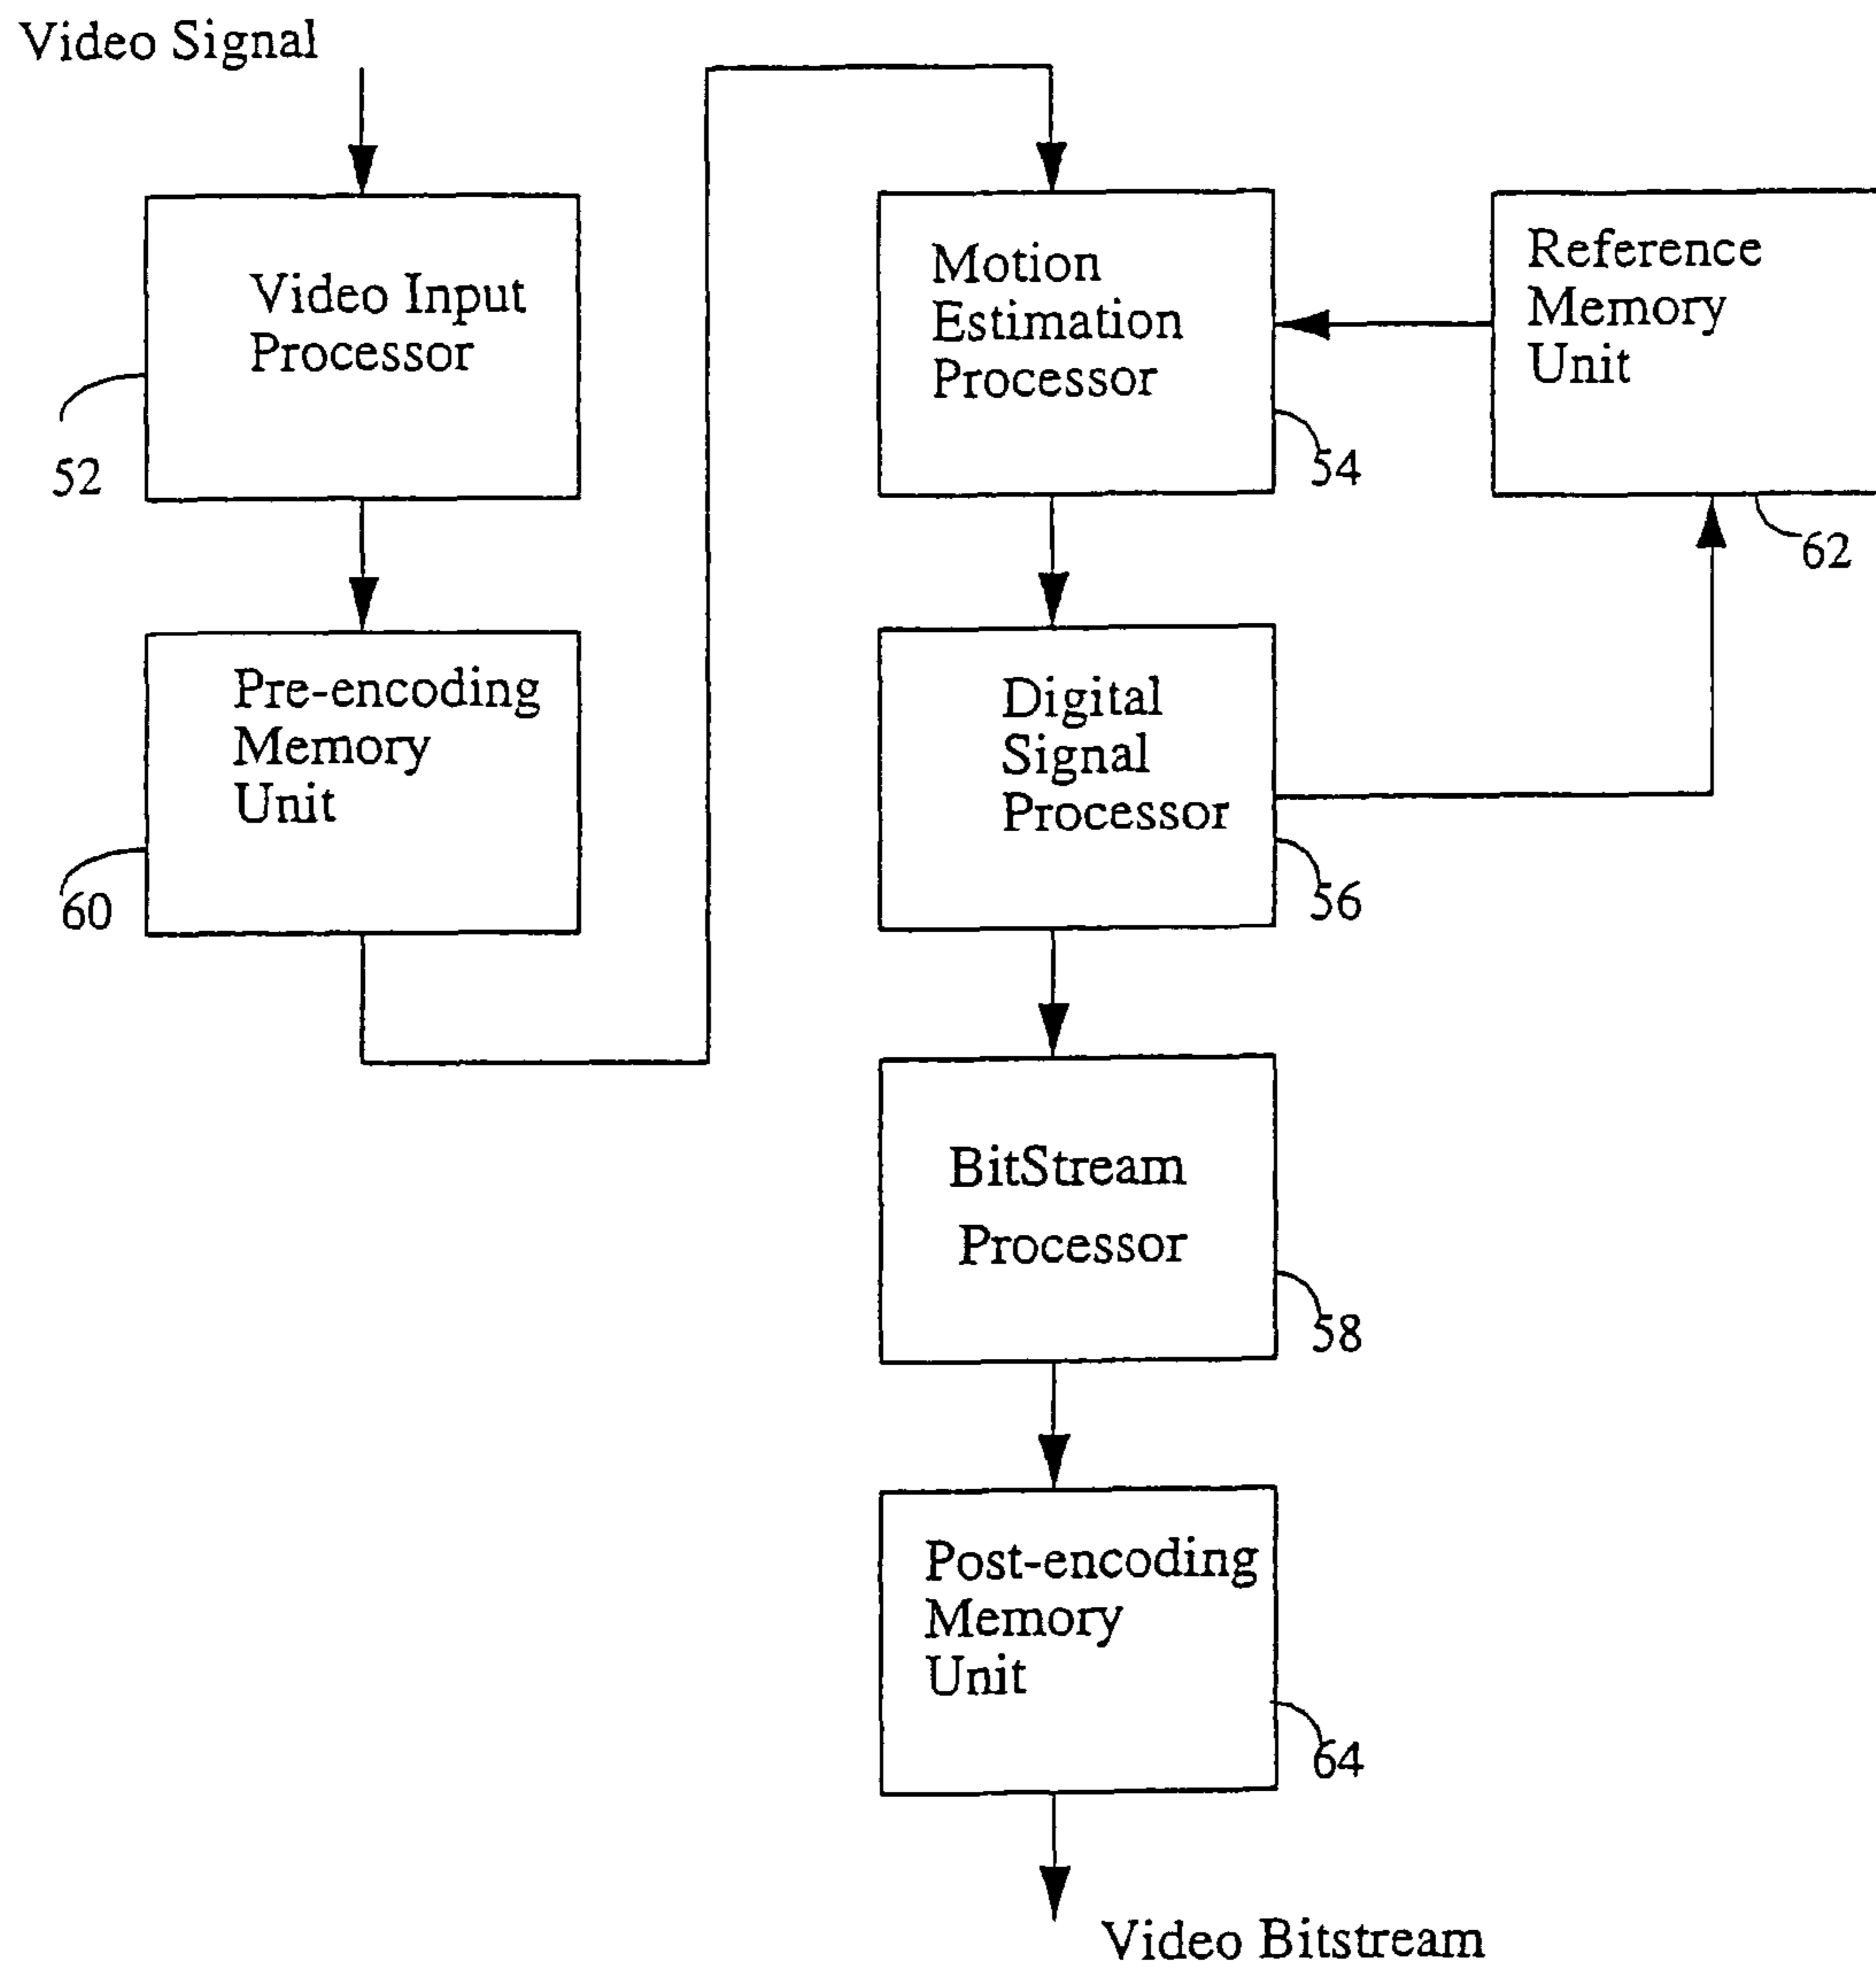 Video Signal
Video Input
Processor
52
Pre-encoding
Memory
Unit
60
Motion
Estimation
Processor
54
Reference
Memory
Unit
62
Digital
Signal
Processor
56
BitStream
Processor
58
Post-encoding
Memory
Unit
64
Video Bitstream